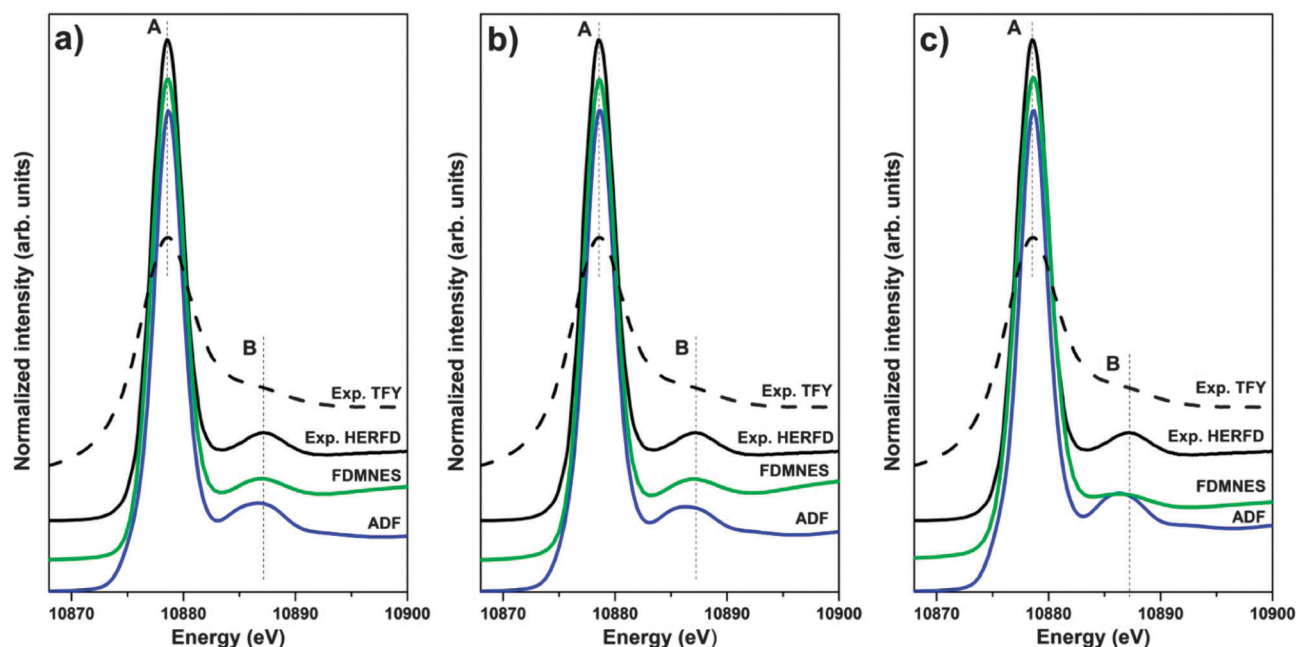 a)
A
B
Exp. TFY
Exp. HERFD
FDMNES
ADF
Normalized intensity (arb. units)
10870 10880 10890 10900
Energy (eV)
b)
A
B
Exp. TFY
Exp. HERFD
FDMNES
ADF
Normalized intensity (arb. units)
10870 10880 10890 10900
Energy (eV)
c)
A
B
Exp. TFY
Exp. HERFD
FDMNES
ADF
Normalized intensity (arb. units)
10870 10880 10890 10900
Energy (eV)